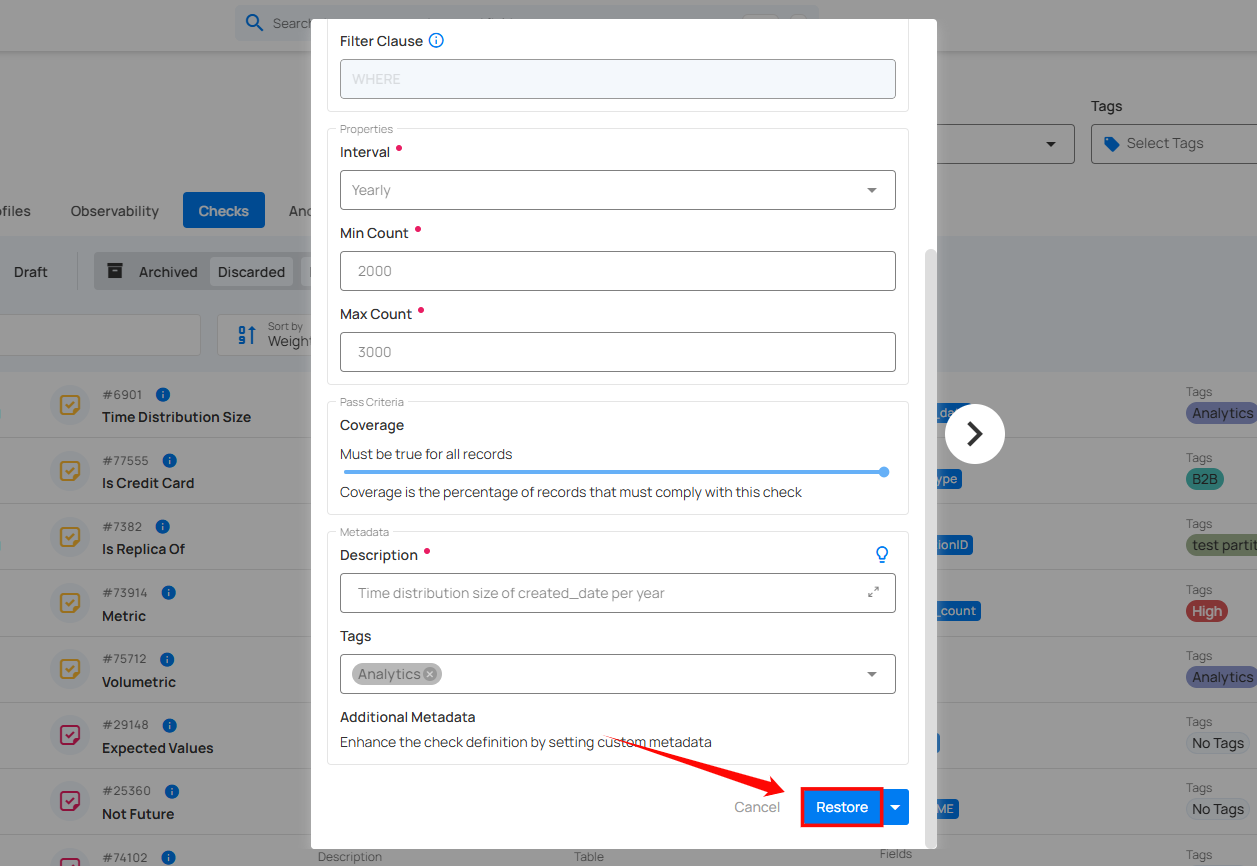 Search
Filter Clause
WHERE
Tags
Select Tags
Properties
Interval
Yearly
Min Count
2000
Max Count
3000
Observability
Checks
Draft
Archived
Discarded
Sort by
Weight
Pass Criteria
Coverage
Must be true for all records
Coverage is the percentage of records that must comply with this check
Metadata
Description
Time distribution size of created_date per year
Tags
Analytics
Additional Metadata
Enhance the check definition by setting custom metadata
Cancel
Restore
#6901
Time Distribution Size
Tags
Analytics
#77555
Is Credit Card
Tags
B2B
#7382
Is Replica Of
ionID
Tags
test parti
#73914
Metric
_count
Tags
High
#75712
Volumetric
Tags
Analytics
#29148
Expected Values
Tags
No Tags
#25360
Not Future
ME
Tags
No Tags
#74102
Description
Table
Fields
Tags